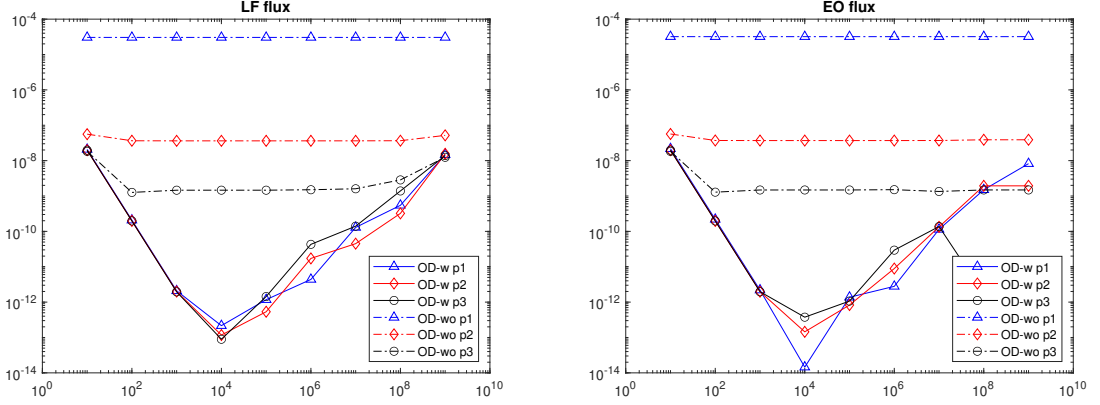 LF flux
10^-4
10^-6
10^-8
10^-10
10^-12
10^-14
10^0
10^2
10^4
10^6
10^8
10^10
OD-w p1
OD-w p2
OD-w p3
OD-wo p1
OD-wo p2
OD-wo p3
EO flux
10^-4
10^-6
10^-8
10^-10
10^-12
10^-14
10^0
10^2
10^4
10^6
10^8
10^10
OD-w p1
OD-w p2
OD-w p3
OD-wo p1
OD-wo p2
OD-wo p3